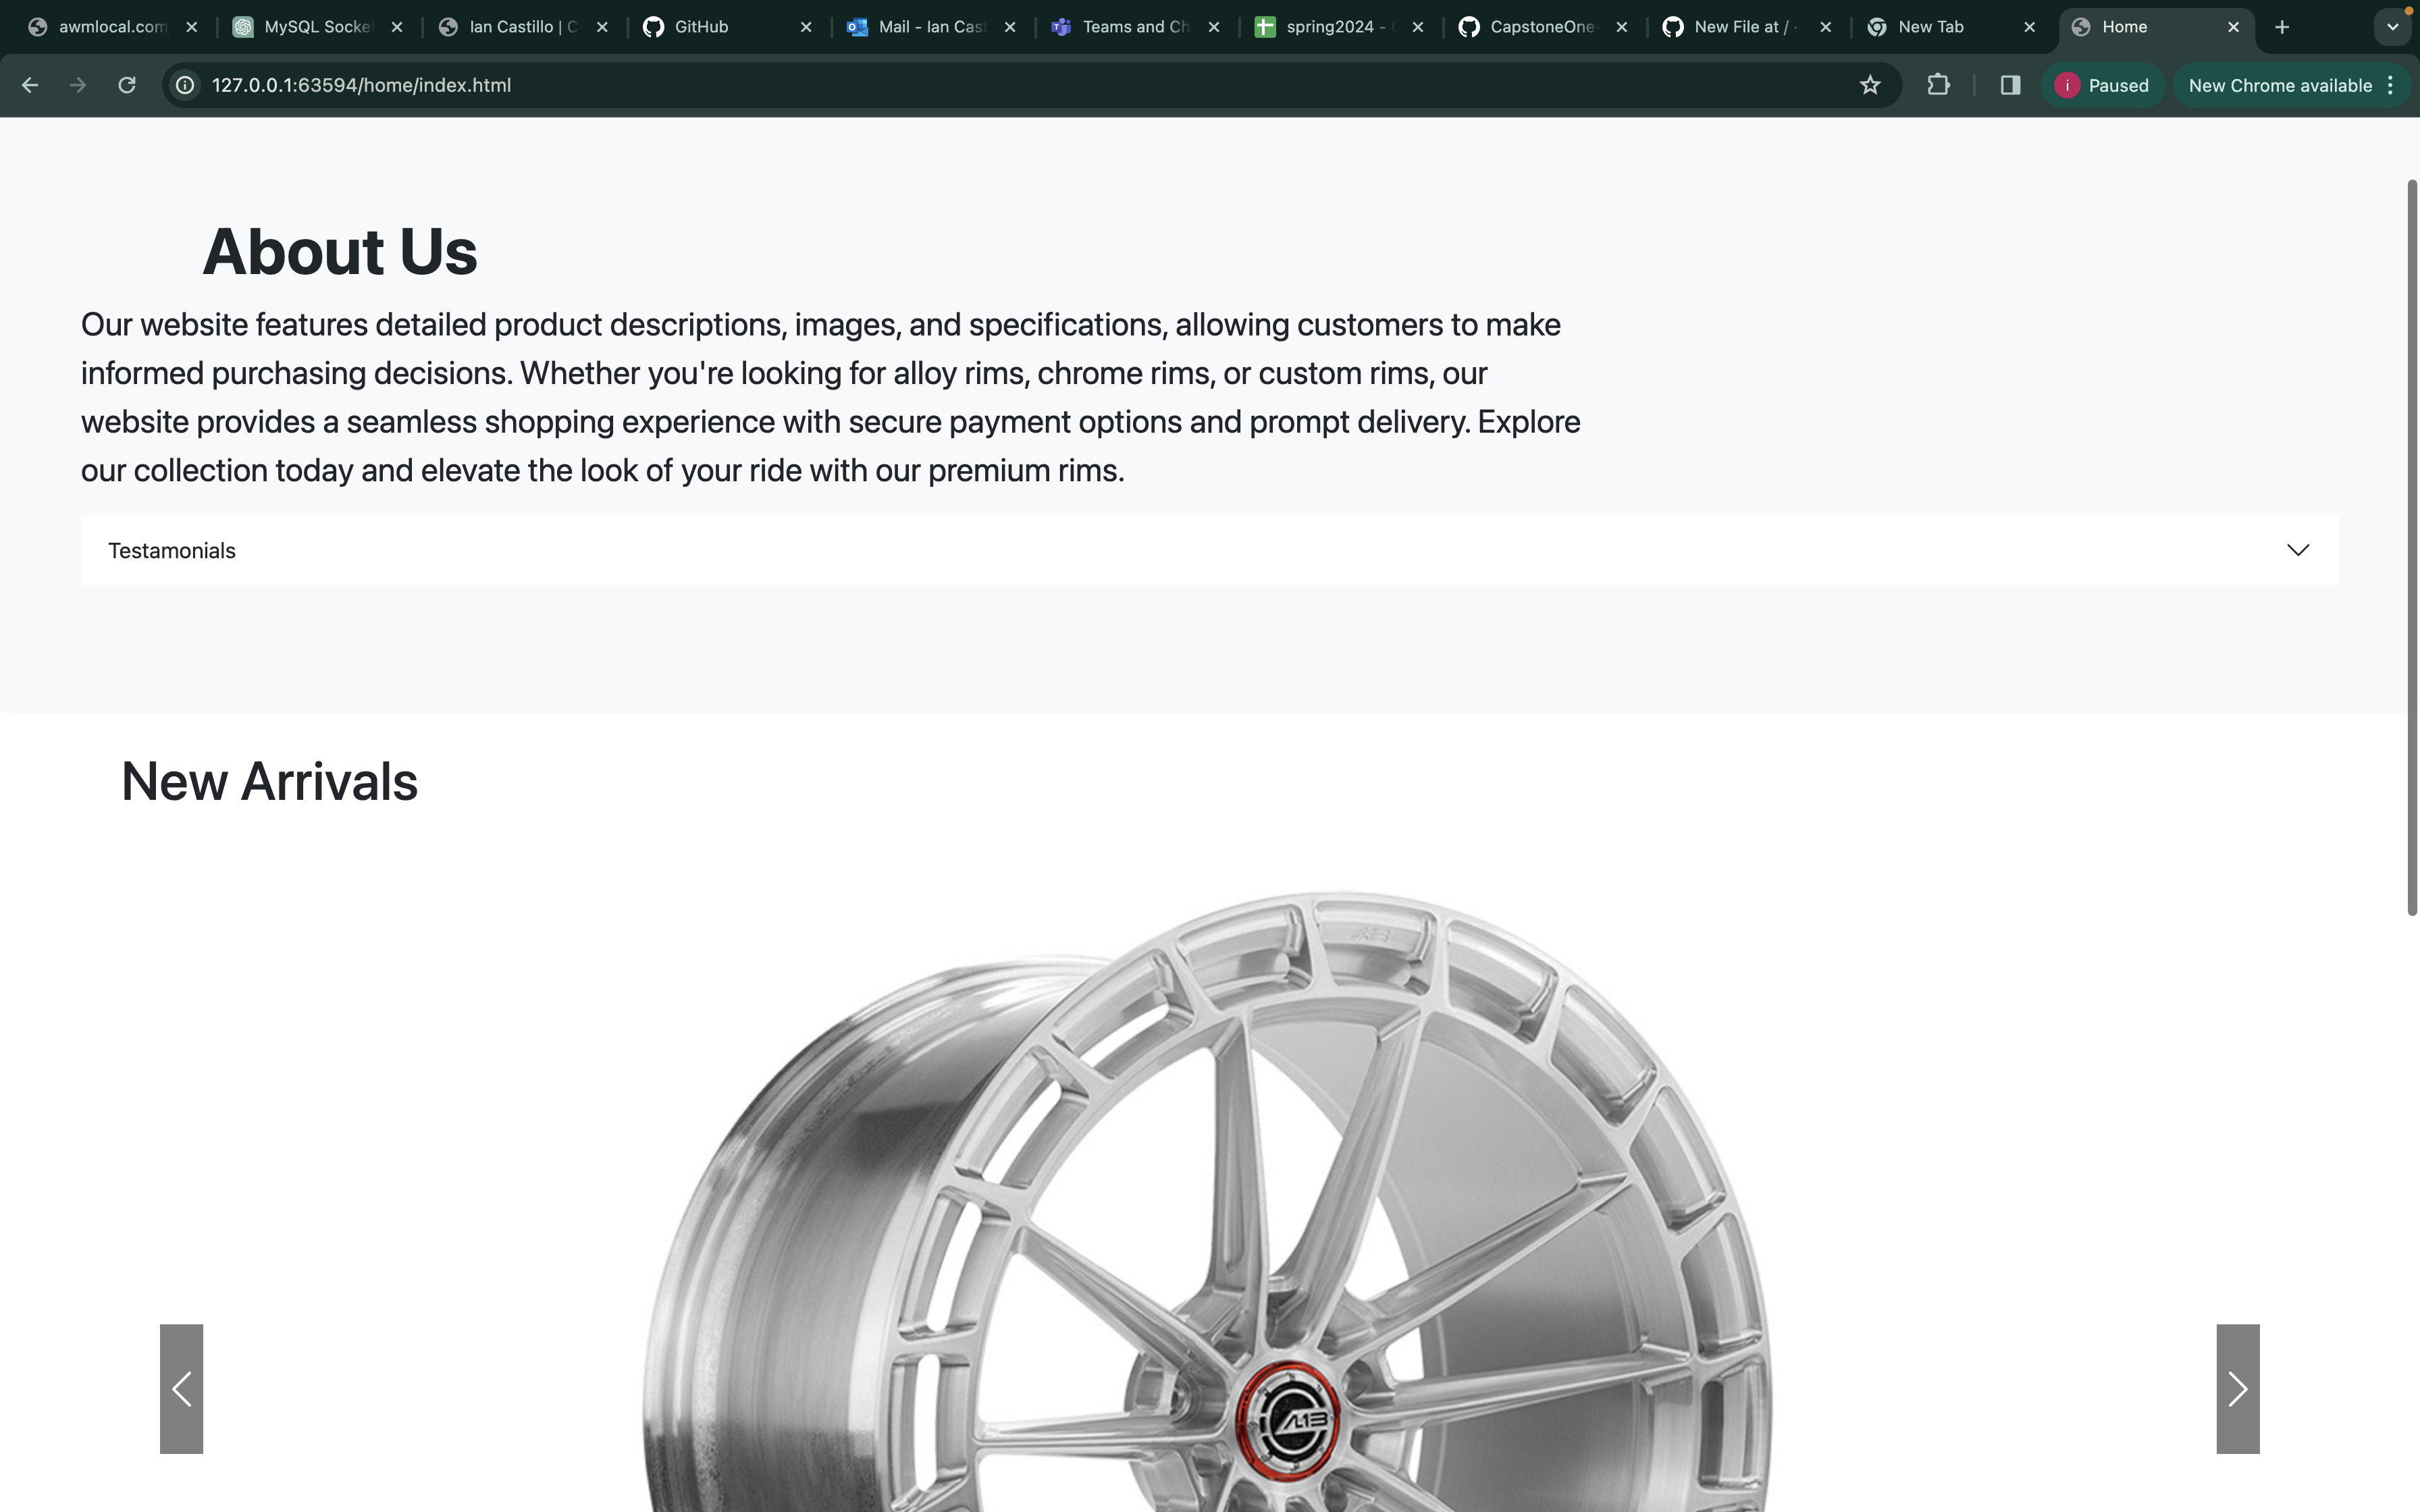 awmlocal.com
MySQL Socke
Ian Castillo | C
GitHub
Mail - Ian Cast
Teams and Ch
spring2024 -
CapstoneOne
New File at /
New Tab
Home
127.0.0.1:63594/home/index.html
i
Paused
New Chrome available
About Us
Our website features detailed product descriptions, images, and specifications, allowing customers to make
informed purchasing decisions. Whether you're looking for alloy rims, chrome rims, or custom rims, our
website provides a seamless shopping experience with secure payment options and prompt delivery. Explore
our collection today and elevate the look of your ride with our premium rims.
Testamonials
New Arrivals